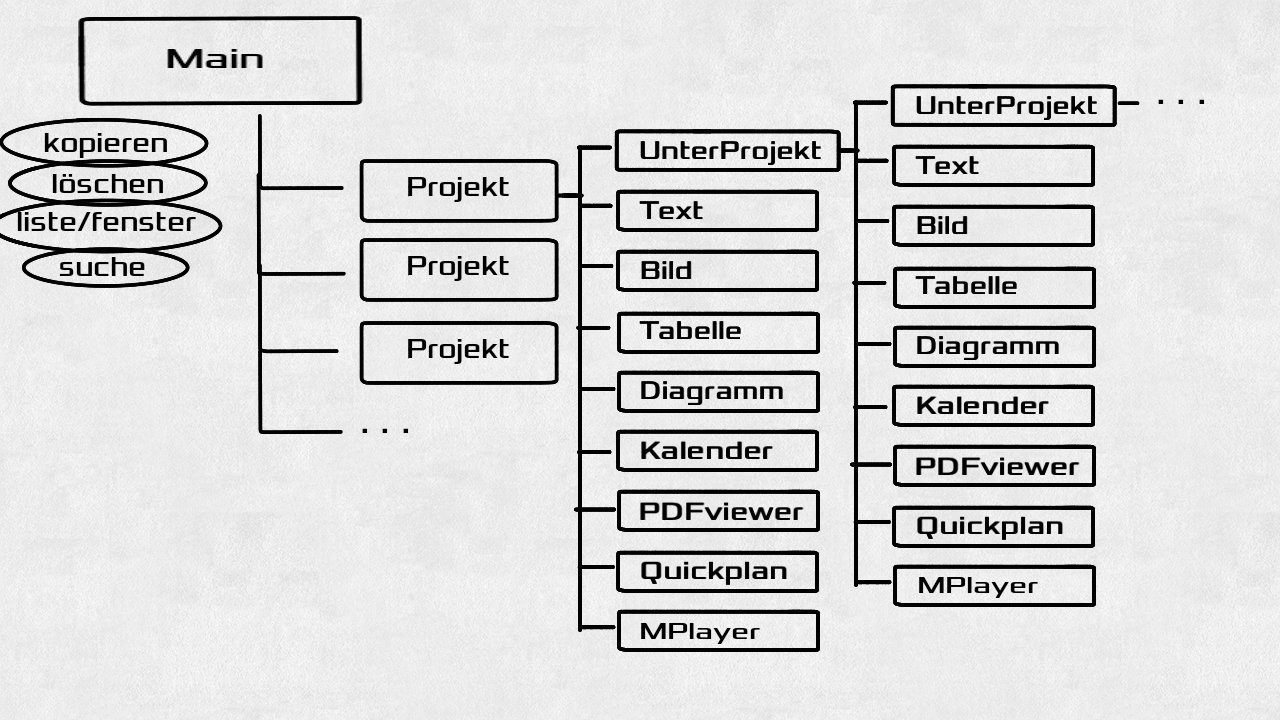 Main
kopieren
löschen
liste/fenster
suche
Projekt
Projekt
Projekt
. . .
UnterProjekt
Text
Bild
Tabelle
Diagramm
Kalender
PDFviewer
Quickplan
MPlayer
UnterProjekt . . .
Text
Bild
Tabelle
Diagramm
Kalender
PDFviewer
Quickplan
MPlayer